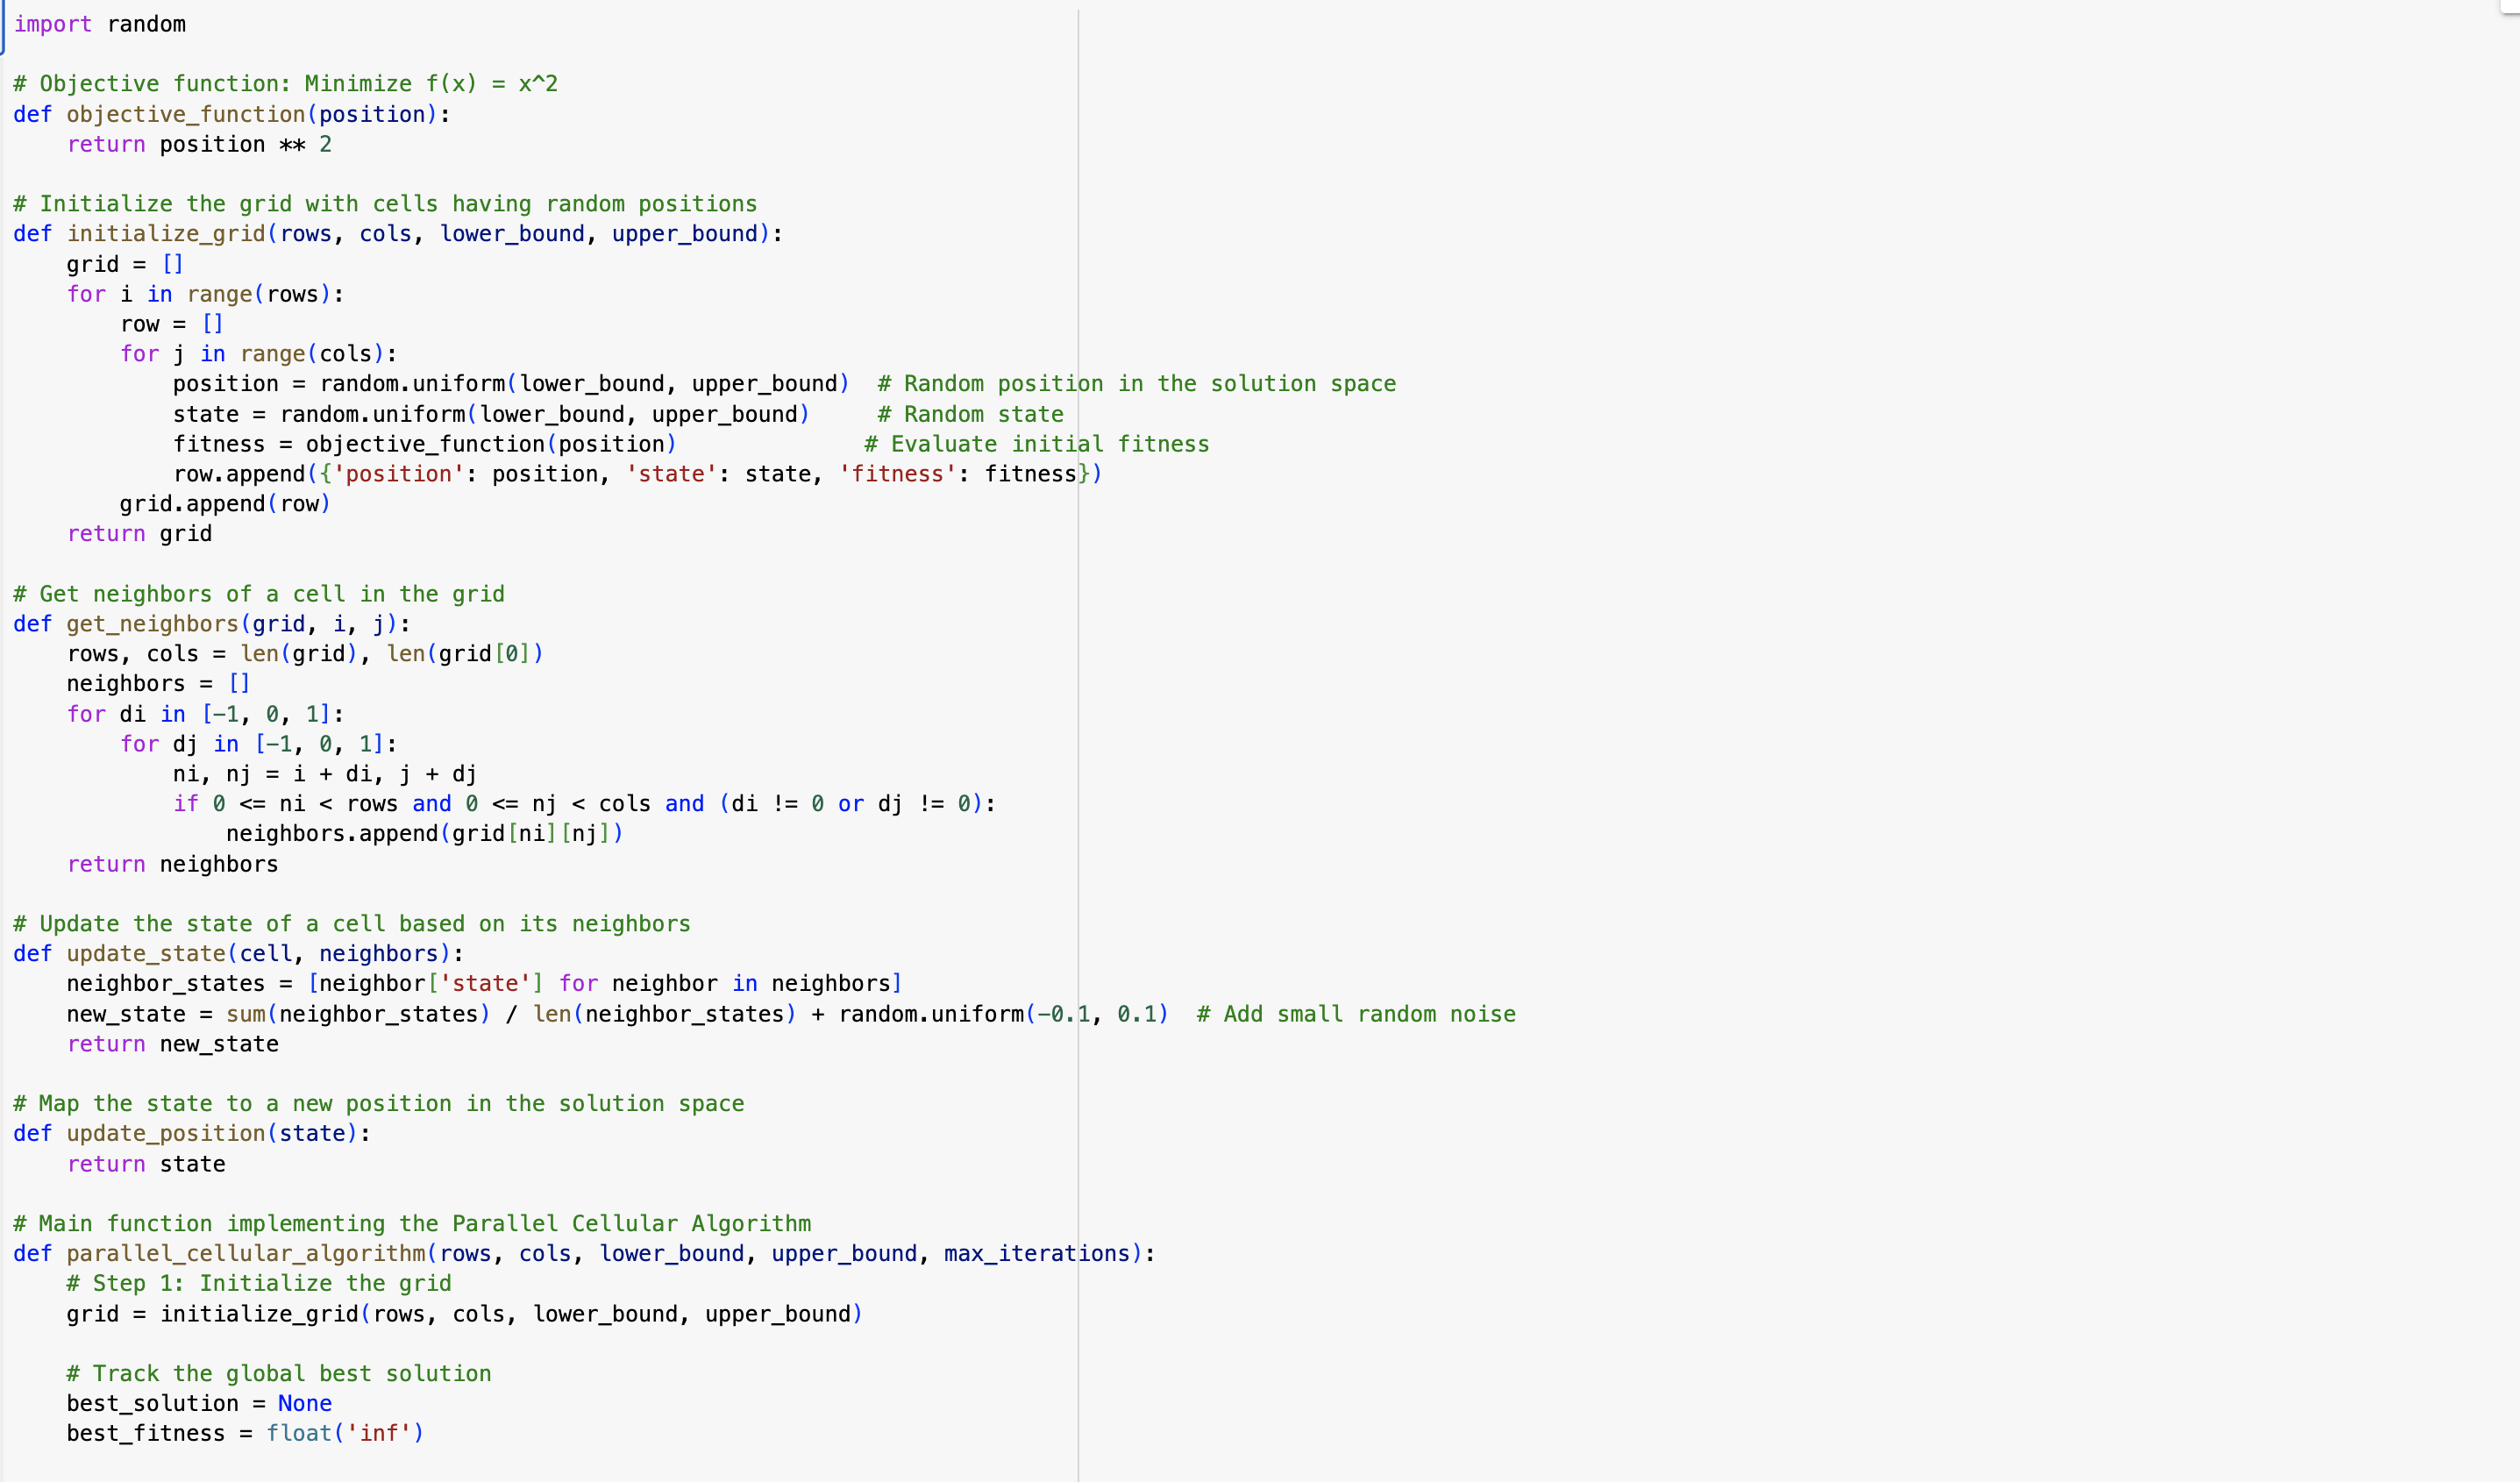 import random

# Objective function: Minimize f(x) = x^2
def objective_function(position):
    return position ** 2

# Initialize the grid with cells having random positions
def initialize_grid(rows, cols, lower_bound, upper_bound):
    grid = []
    for i in range(rows):
        row = []
        for j in range(cols):
            position = random.uniform(lower_bound, upper_bound)  # Random position in the solution space
            state = random.uniform(lower_bound, upper_bound)     # Random state
            fitness = objective_function(position)              # Evaluate initial fitness
            row.append({'position': position, 'state': state, 'fitness': fitness})
        grid.append(row)
    return grid

# Get neighbors of a cell in the grid
def get_neighbors(grid, i, j):
    rows, cols = len(grid), len(grid[0])
    neighbors = []
    for di in [-1, 0, 1]:
        for dj in [-1, 0, 1]:
            ni, nj = i + di, j + dj
            if 0 <= ni < rows and 0 <= nj < cols and (di != 0 or dj != 0):
                neighbors.append(grid[ni][nj])
    return neighbors

# Update the state of a cell based on its neighbors
def update_state(cell, neighbors):
    neighbor_states = [neighbor['state'] for neighbor in neighbors]
    new_state = sum(neighbor_states) / len(neighbor_states) + random.uniform(-0.1, 0.1)  # Add small random noise
    return new_state

# Map the state to a new position in the solution space
def update_position(state):
    return state

# Main function implementing the Parallel Cellular Algorithm
def parallel_cellular_algorithm(rows, cols, lower_bound, upper_bound, max_iterations):
    # Step 1: Initialize the grid
    grid = initialize_grid(rows, cols, lower_bound, upper_bound)

    # Track the global best solution
    best_solution = None
    best_fitness = float('inf')